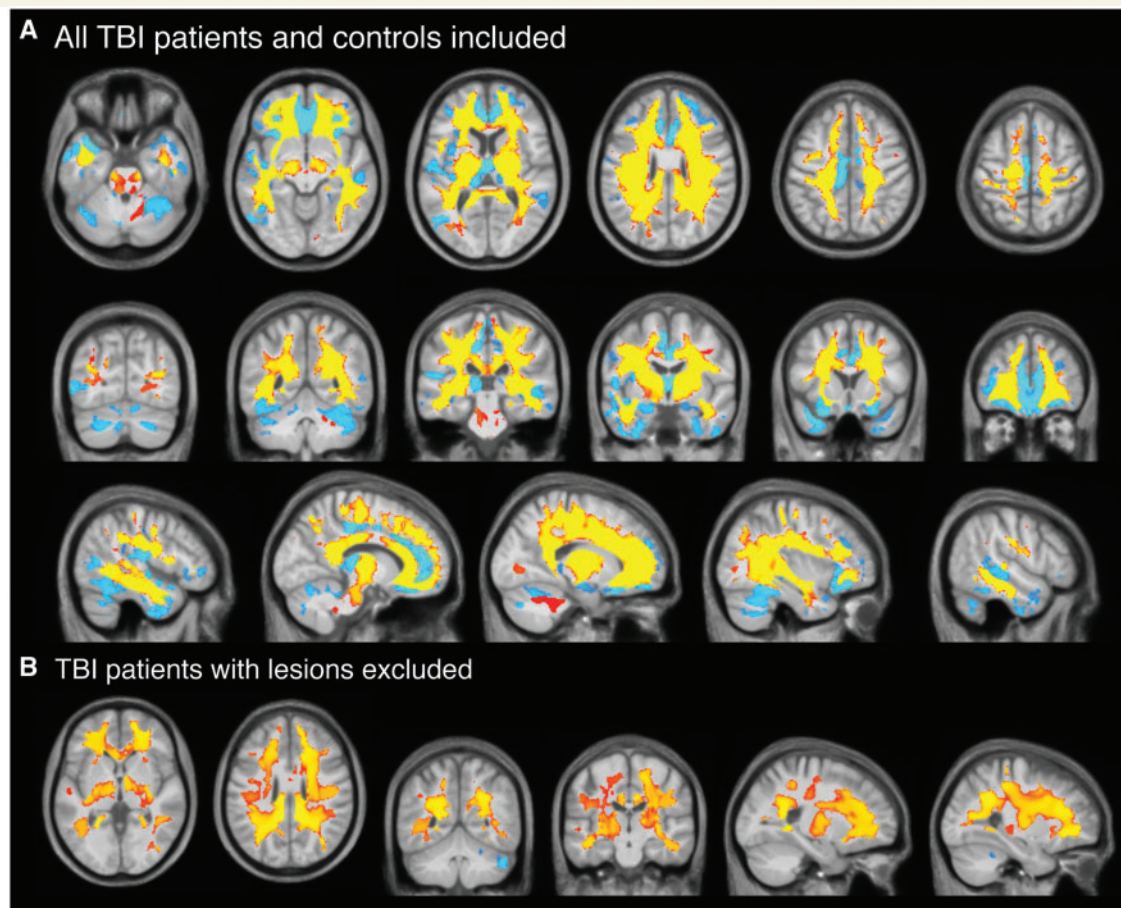 A All TBI patients and controls included
B TBI patients with lesions excluded